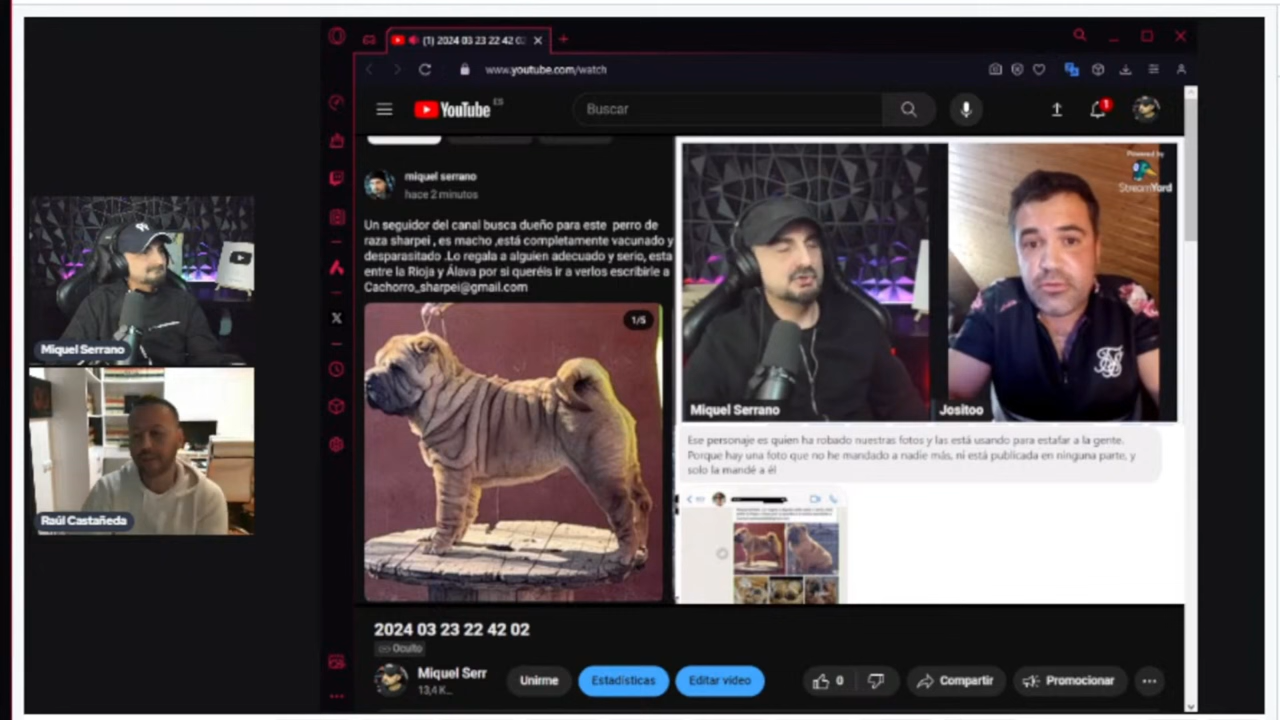 (1) 2024 03 23 22 42 02
www.youtube.com/watch
YouTube ES
Buscar
1
miquel serrano
hace 2 minutos
Un seguidor del canal busca dueño para este perro de
raza sharpei , es macho ,está completamente vacunado y
desparasitado .Lo regala a alguien adecuado y serio, esta
entre la Rioja y Álava por si queréis ir a verlos escribirle a
Cachorro_sharpei@gmail.com
1/5
Powered by
StreamYard
Miquel Serrano
Jositoo
Ese personaje es quien ha robado nuestras fotos y las está usando para estafar a la gente.
Porque hay una foto que no he mandado a nadie más, ni está publicada en ninguna parte, y
solo la mandé a él
Miquel Serrano
Raúl Castañeda
2024 03 23 22 42 02
Oculto
Miquel Serr
13,4 K...
Unirme
Estadísticas
Editar vídeo
0
Compartir
Promocionar